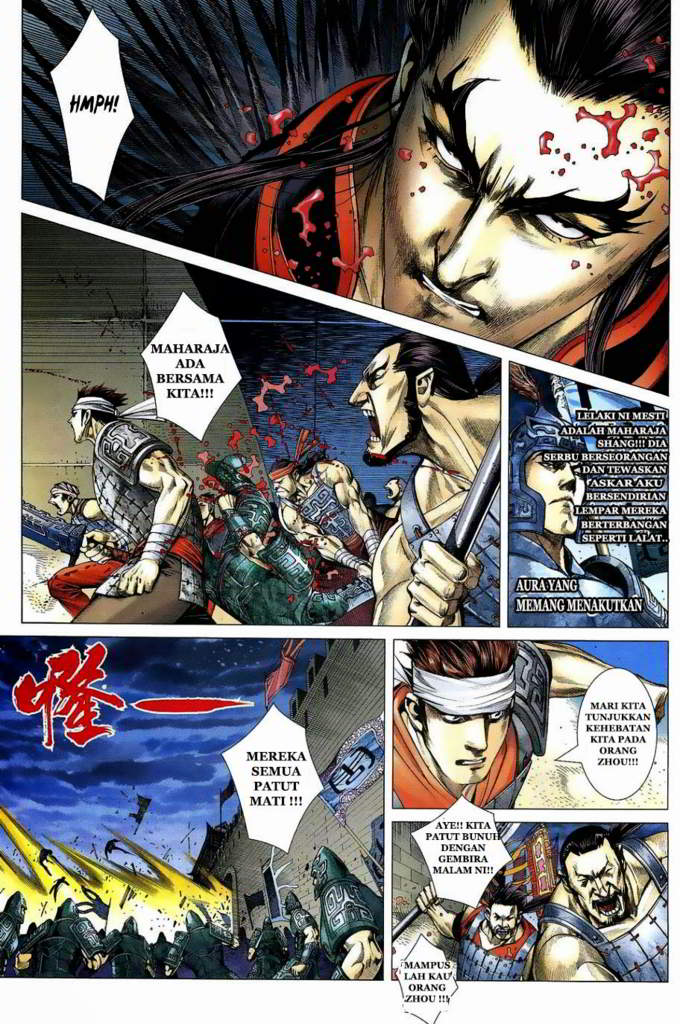 HMPH!
MAHARAJA
ADA
BERSAMA
KITA!!!
LELAKI NI MESTI
ADALAH MAHARAJA
SHANG!!! DIA
SERBU BERSEORANGAN
DAN TEWASKAN
ASKAR AKU
BERSENDIRIAN
LEMPAR MEREKA
BERTERBANGAN
SEPERTI LALAT..
AURA YANG
MEMANG MENAKUTKAN
MEREKA
SEMUA
PATUT
MATI !!!
MARI KITA
TUNJUKKAN
KEHEBATAN
KITA PADA
ORANG
ZHOU!!!
AYE!! KITA
PATUT BUNUH
DENGAN
GEMBIRA
MALAM NI!!
MAMPUS
LAH KAU
ORANG
ZHOU !!!